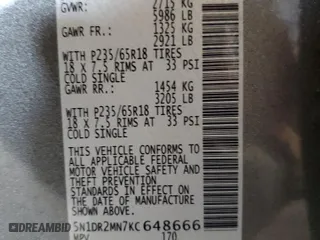 GVWR: 2715 KG
5986 LB
GAWR FR.: 1325 KG
2921 LB
WITH P235/65R18 TIRES
18 X 7.5 RIMS AT 33 PSI
COLD SINGLE
GAWR RR.: 1454 KG
3205 LB
WITH P235/65R18 TIRES
18 X 7.5 RIMS AT 33 PSI
COLD SINGLE
THIS VEHICLE CONFORMS TO
ALL APPLICABLE FEDERAL
MOTOR VEHICLE SAFETY AND
THEFT PREVENTION
STANDARDS IN EFFECT ON
THE DATE OF MANUFACTURE
SHOWN ABOVE.
5N1DR2MN7KC648666
MPV 170
DREAMBID